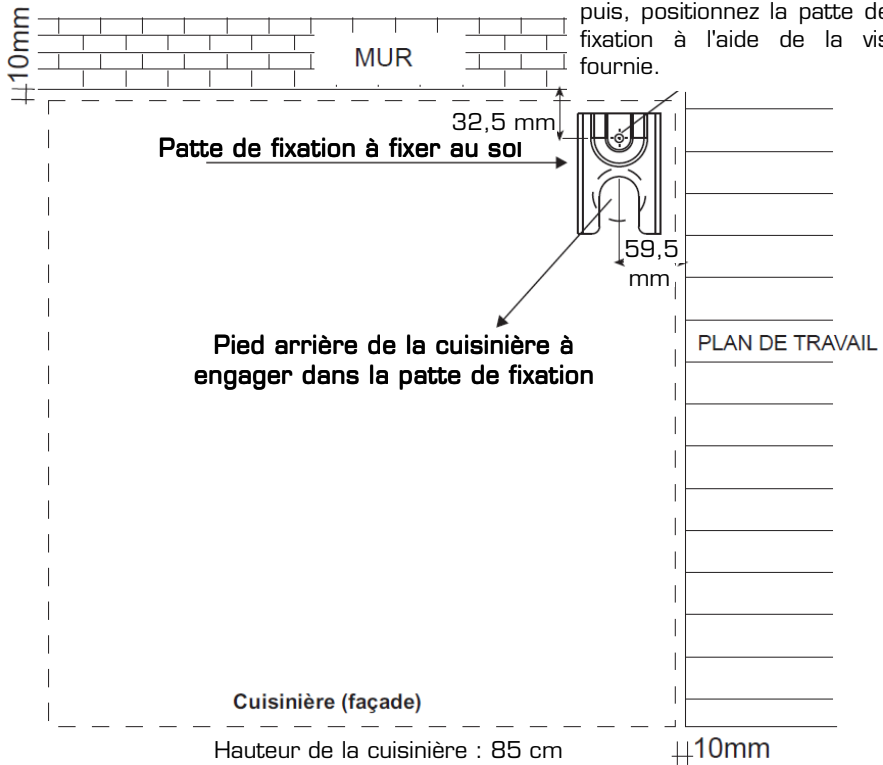 puis, positionnez la patte de
fixation à l'aide de la vis
fournie.
10mm
MUR
32,5 mm
Patte de fixation à fixer au sol
59,5
mm
Pied arrière de la cuisinière à
engager dans la patte de fixation
PLAN DE TRAVAIL
Cuisinière (façade)
Hauteur de la cuisinière : 85 cm
10mm